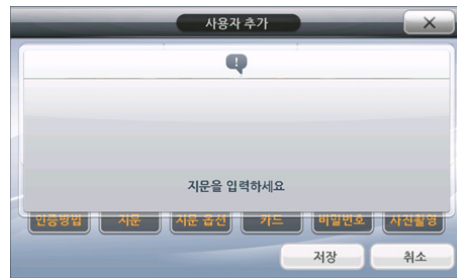 사용자 추가
지문을 입력하세요
인증방법 지문 지문 옵션 카드 비밀번호 사진촬영
저장 취소